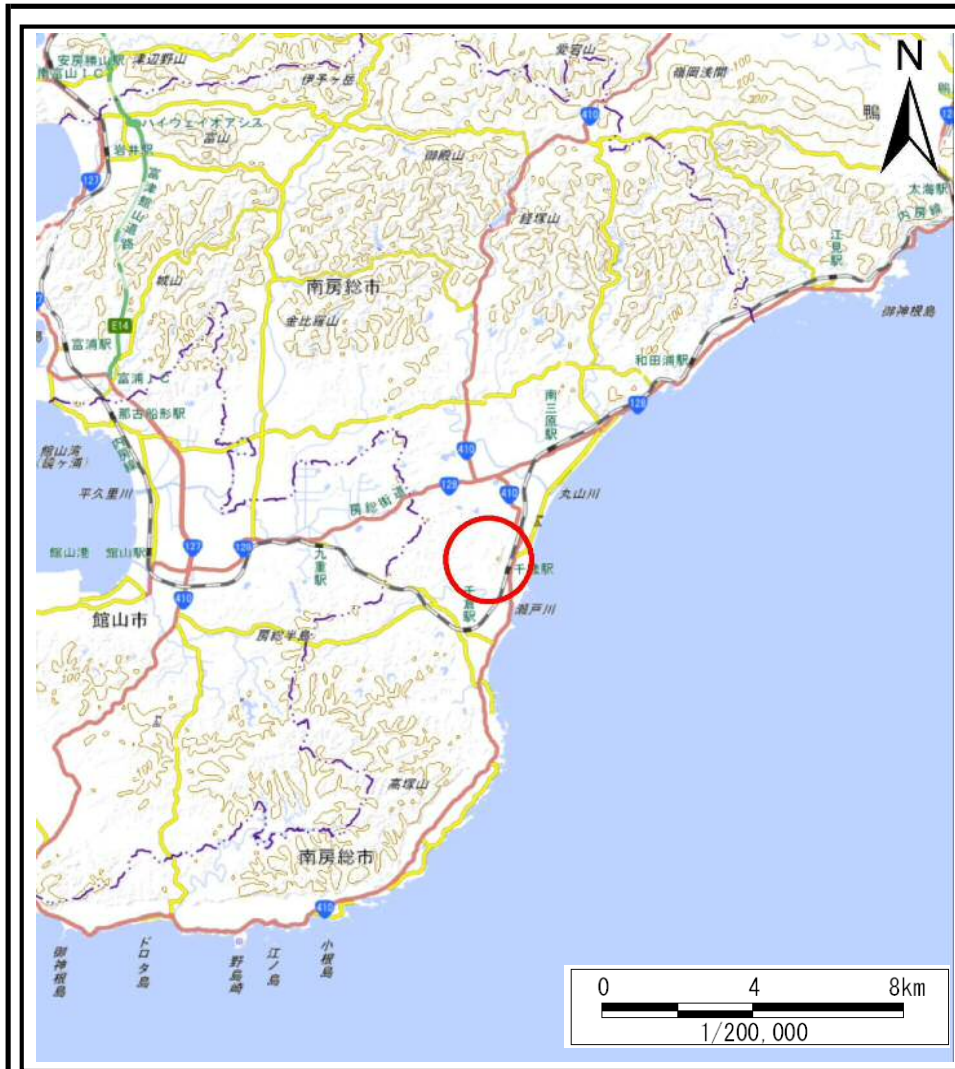 安房勝山駅
津辺野山
愛宕山
伊予ヶ岳
嶺岡浅間
100
200
N
鴨
410
ハイウェイオアシス
富山
岩井駅
御殿山
127
富津館山道路
太海駅
内房線
経塚山
江見駅
城山
南房総市
金比羅山
御神根島
E14
富浦駅
和田浦駅
富浦IC
南三原駅
128
那古船形駅
内房線
館山湾
(鏡ヶ浦)
410
平久里川
128
410
房総街道
丸山川
館山港
館山駅
127
128
九重駅
千歳駅
千倉駅
瀬戸川
410
館山市
房総半島
100
高塚山
南房総市
410
御神根島
ドロタ島
野島崎
江ノ島
小根島
0 4 8km
1/200,000